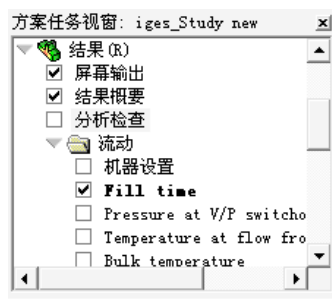 方案任务视窗: iges_Study new
结果(R)
屏幕输出
结果概要
分析检查
流动
机器设置
Fill time
Pressure at V/P switcho
Temperature at flow fro
Bulk temperature